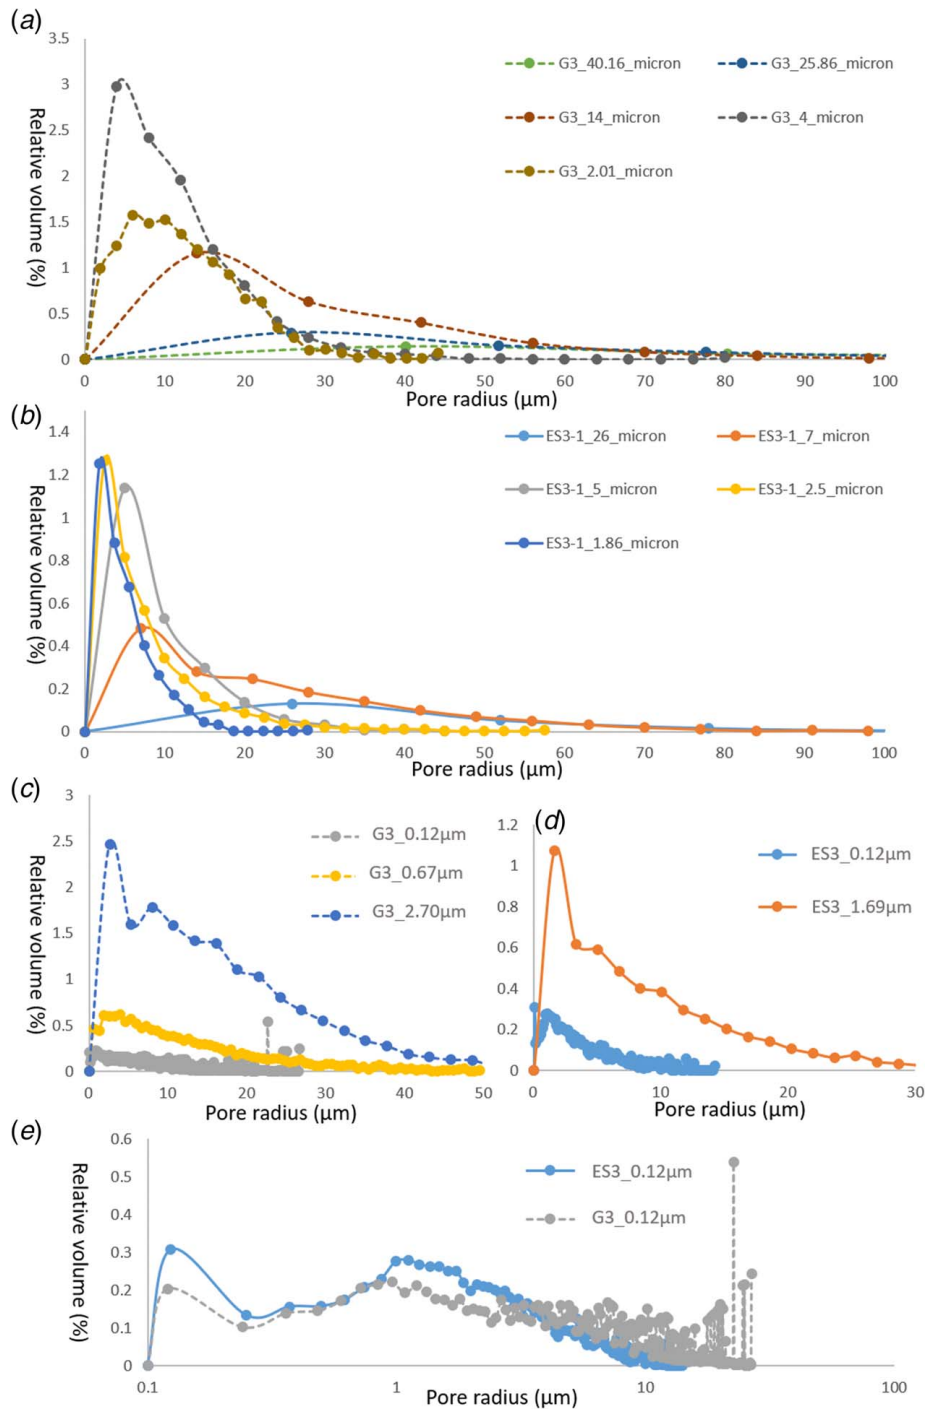 (a)
3.5
3
2.5
2
1.5
1
0.5
0
Relative volume (%)
G3_40.16_micron
G3_25.86_micron
G3_14_micron
G3_4_micron
G3_2.01_micron
0 10 20 30 40 50 60 70 80 90 100
Pore radius (µm)
(b)
1.4
1.2
1
0.8
0.6
0.4
0.2
0
Relative volume (%)
ES3-1_26_micron
ES3-1_7_micron
ES3-1_5_micron
ES3-1_2.5_micron
ES3-1_1.86_micron
0 10 20 30 40 50 60 70 80 90 100
Pore radius (µm)
(c)
3
2.5
2
1.5
1
0.5
0
Relative volume (%)
G3_0.12µm
G3_0.67µm
G3_2.70µm
0 10 20 30 40 50
Pore radius (µm)
(d)
1.2
1
0.8
0.6
0.4
0.2
0
ES3_0.12µm
ES3_1.69µm
0 10 20 30
Pore radius (µm)
(e)
0.6
0.5
0.4
0.3
0.2
0.1
0
Relative volume (%)
ES3_0.12µm
G3_0.12µm
0.1 1 10 100
Pore radius (µm)